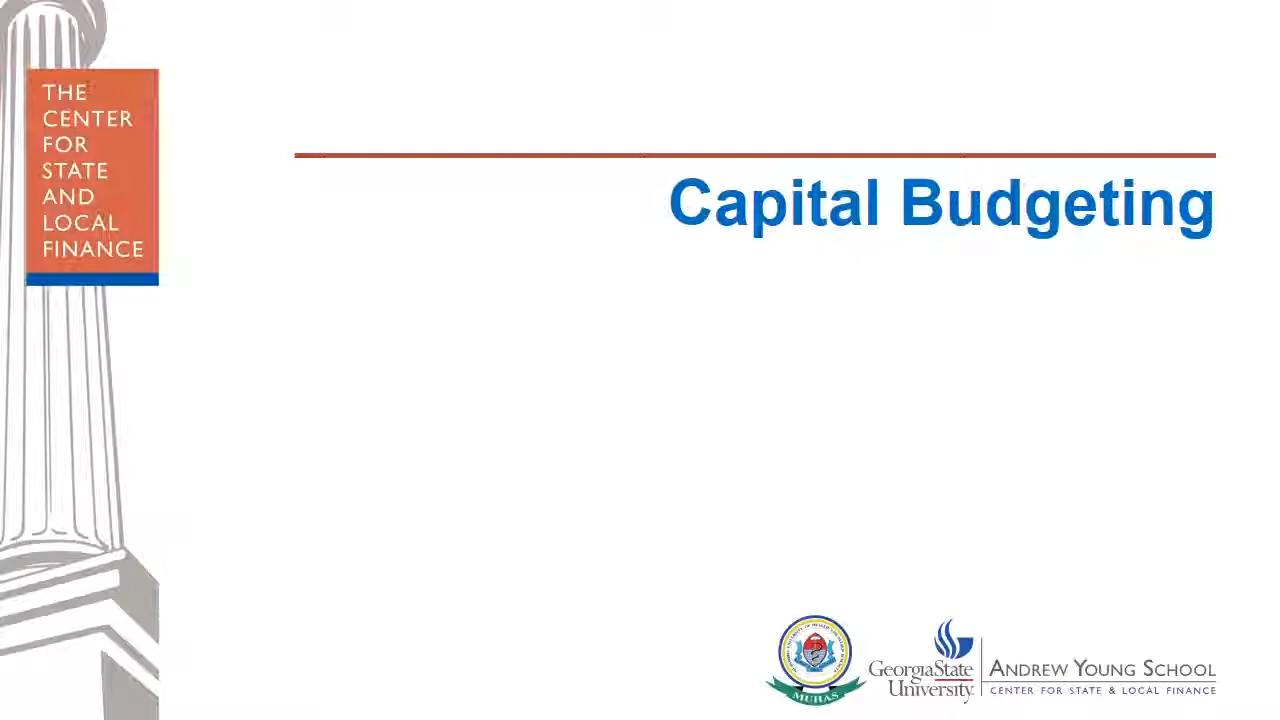 THE
CENTER
FOR
STATE
AND
LOCAL
FINANCE
Capital Budgeting
MUHAS
GeorgiaState
University
ANDREW YOUNG SCHOOL
CENTER FOR STATE & LOCAL FINANCE